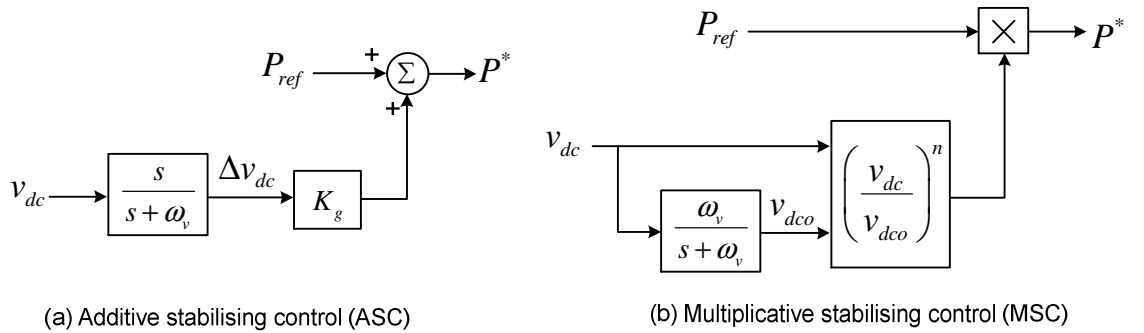 P_ref
+
Σ
P*
+
v_dc
s / (s + ω_v)
Δv_dc
K_g
(a) Additive stabilising control (ASC)
P_ref
×
P*
v_dc
ω_v / (s + ω_v)
v_dco
(v_dc / v_dco)^n
(b) Multiplicative stabilising control (MSC)